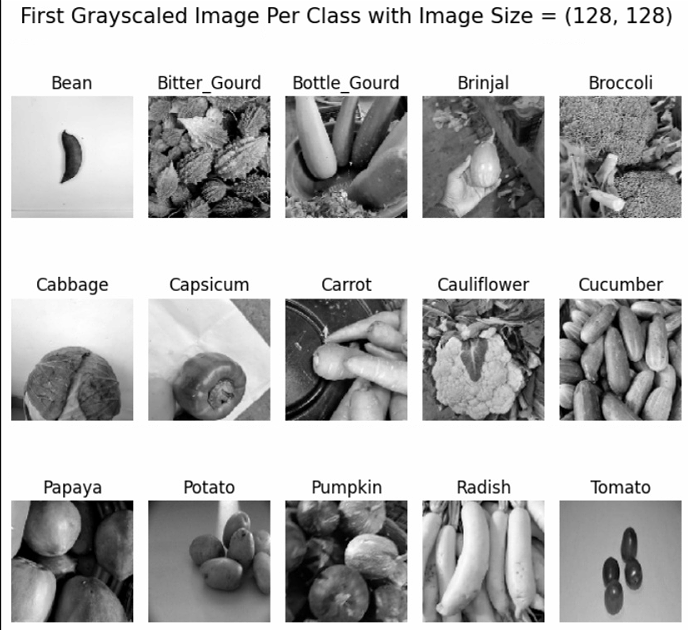 First Grayscaled Image Per Class with Image Size = (128, 128)
Bean Bitter_Gourd Bottle_Gourd Brinjal Broccoli
Cabbage Capsicum Carrot Cauliflower Cucumber
Papaya Potato Pumpkin Radish Tomato